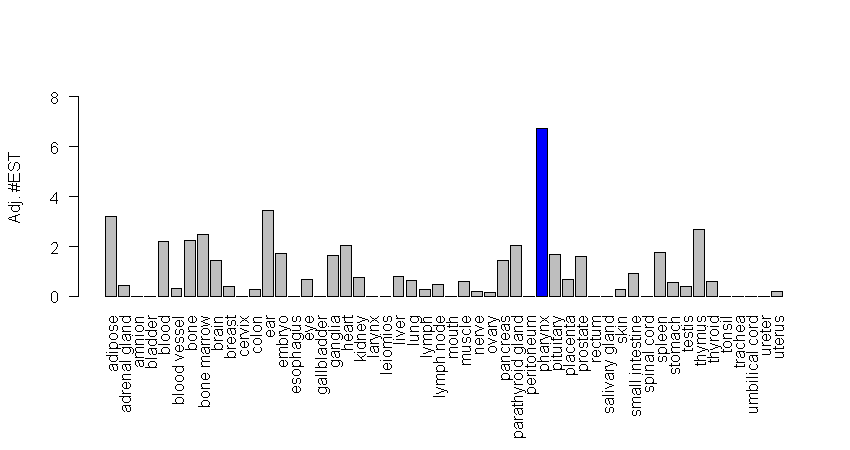 Adj. #EST
8
6
4
2
0
adipose
adrenal gland
amnion
bladder
blood
blood vessel
bone
bone marrow
brain
breast
cervix
colon
ear
embryo
esophagus
eye
gallbladder
ganglia
heart
kidney
larynx
leiomios
liver
lung
lymph
lymph node
mouth
muscle
nerve
ovary
pancreas
parathyroid gland
peritoneum
pharynx
pituitary
placenta
prostate
rectum
salivary gland
skin
small intestine
spinal cord
spleen
stomach
testis
thymus
thyroid
tonsil
trachea
umbilical cord
ureter
uterus